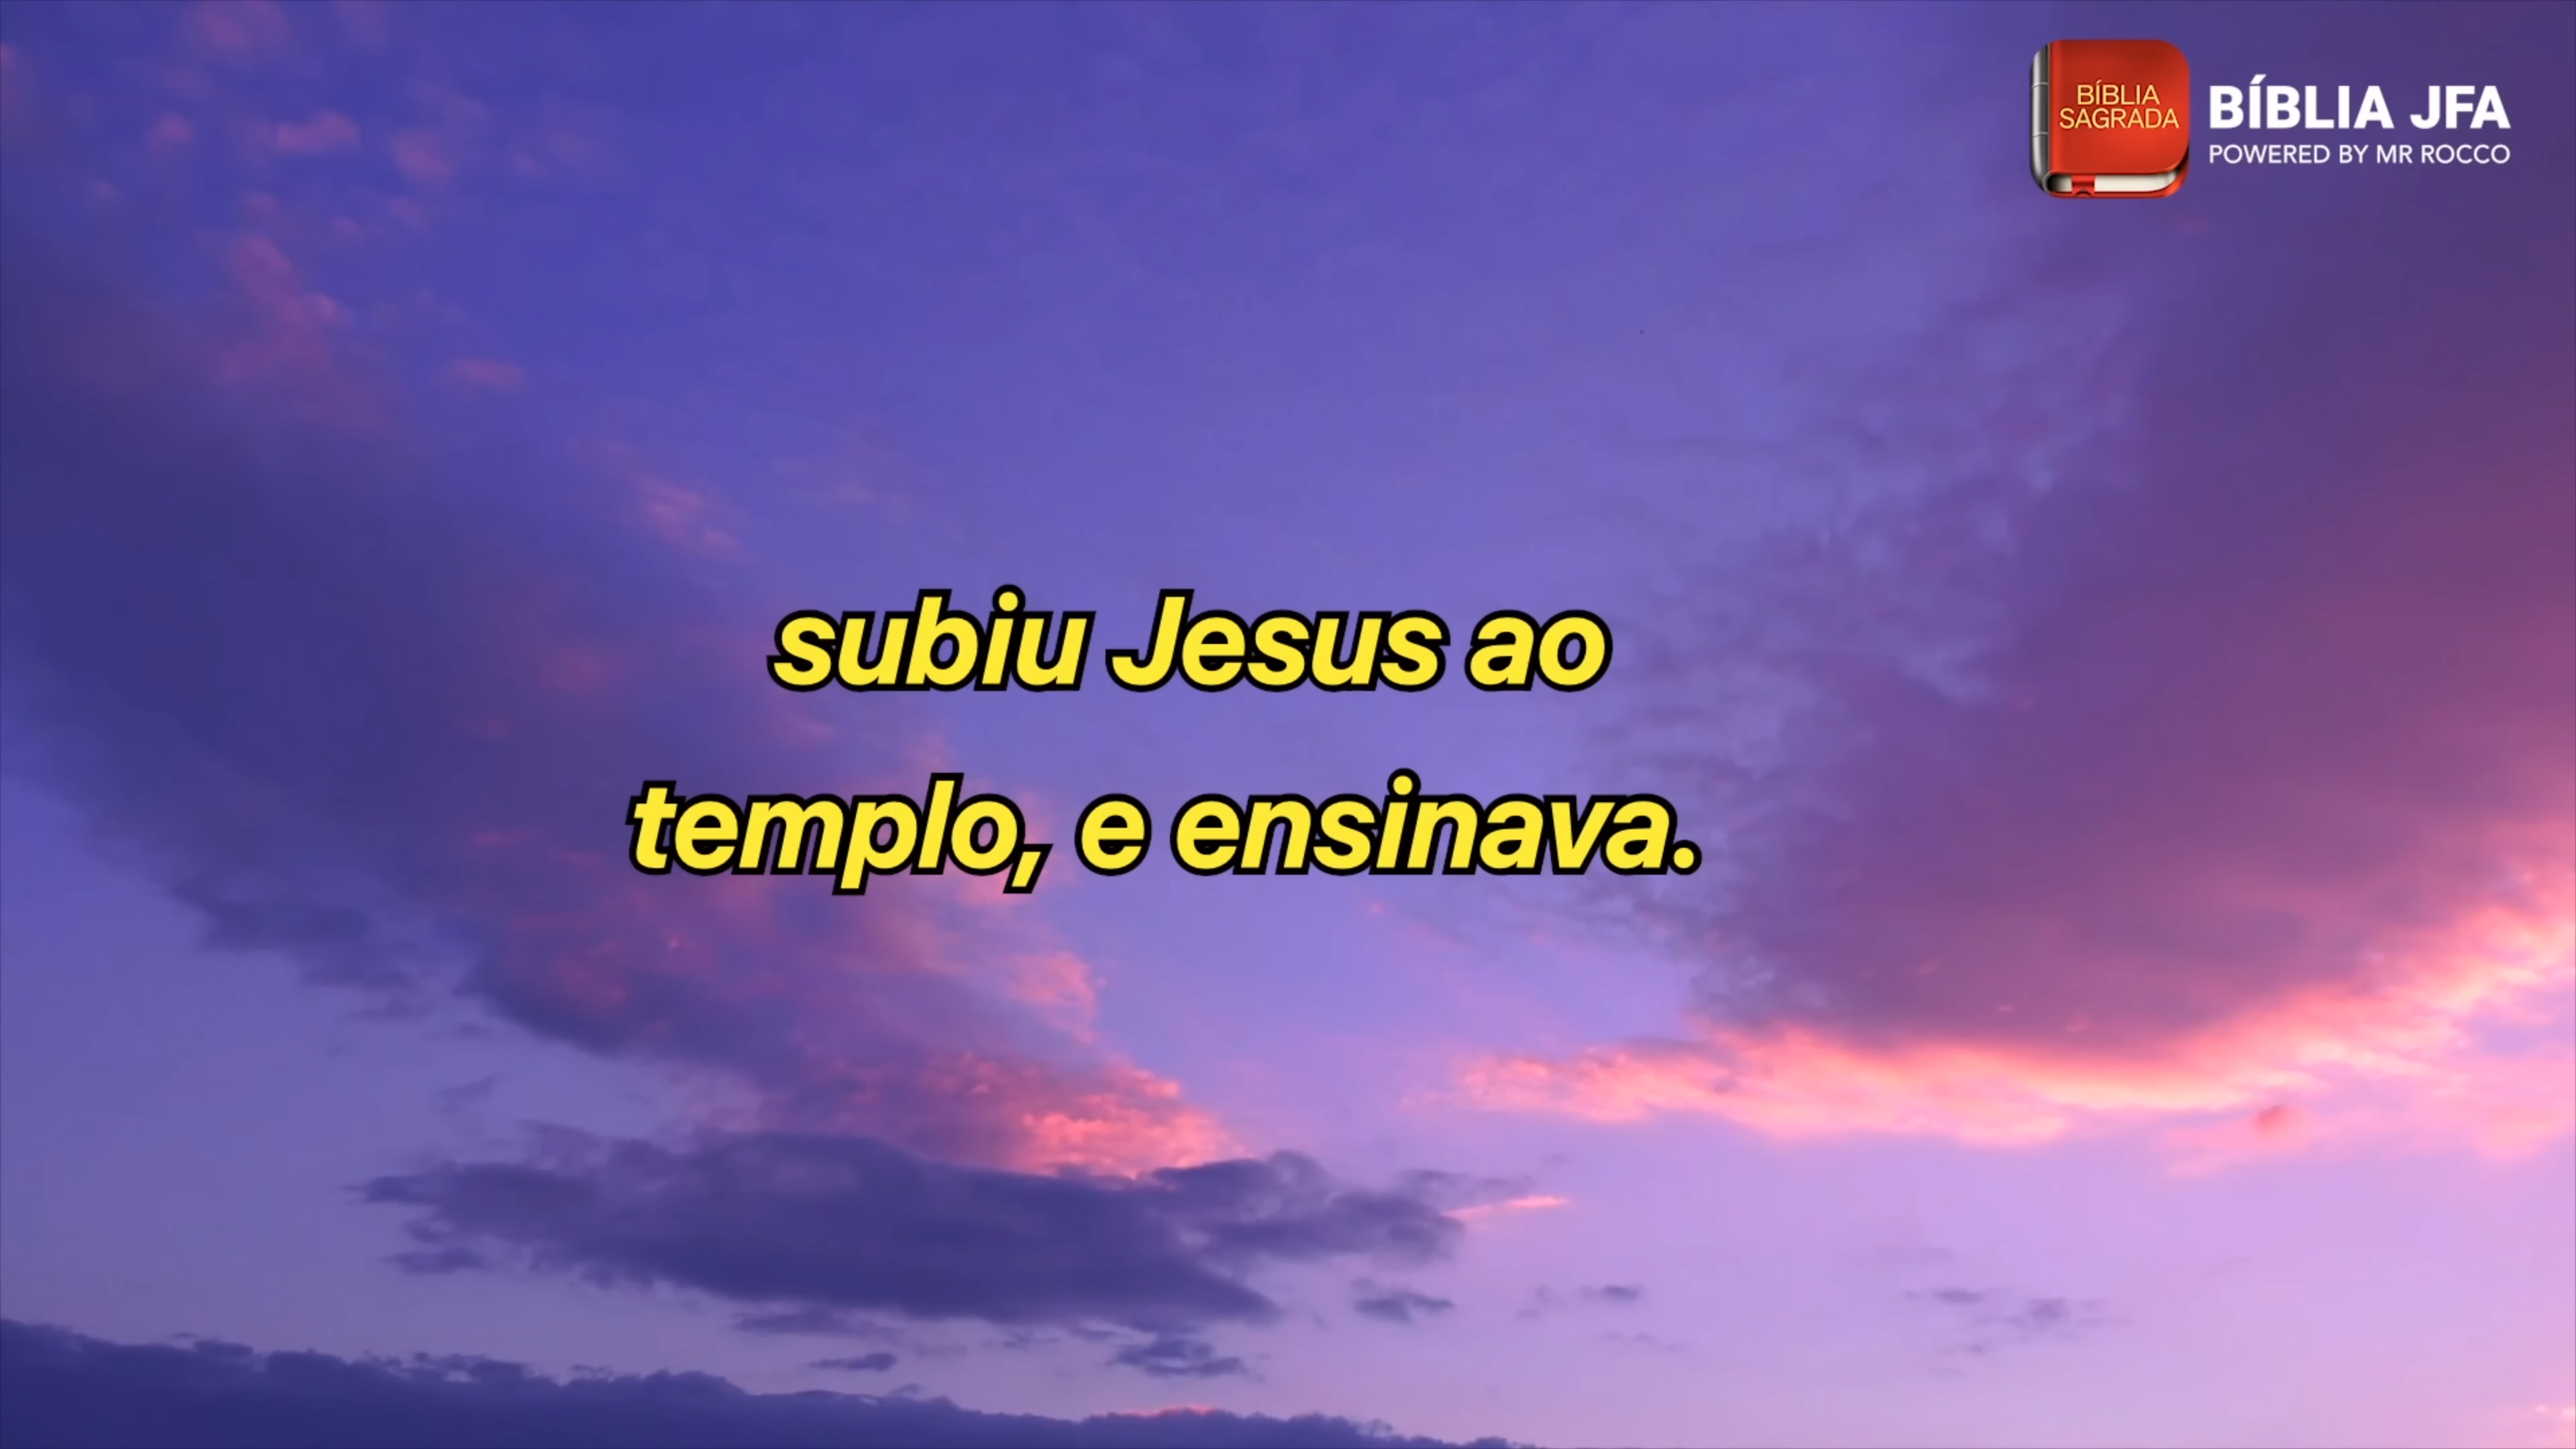 BÍBLIA
SAGRADA
BÍBLIA JFA
POWERED BY MR ROCCO
subiu Jesus ao
templo, e ensinava.